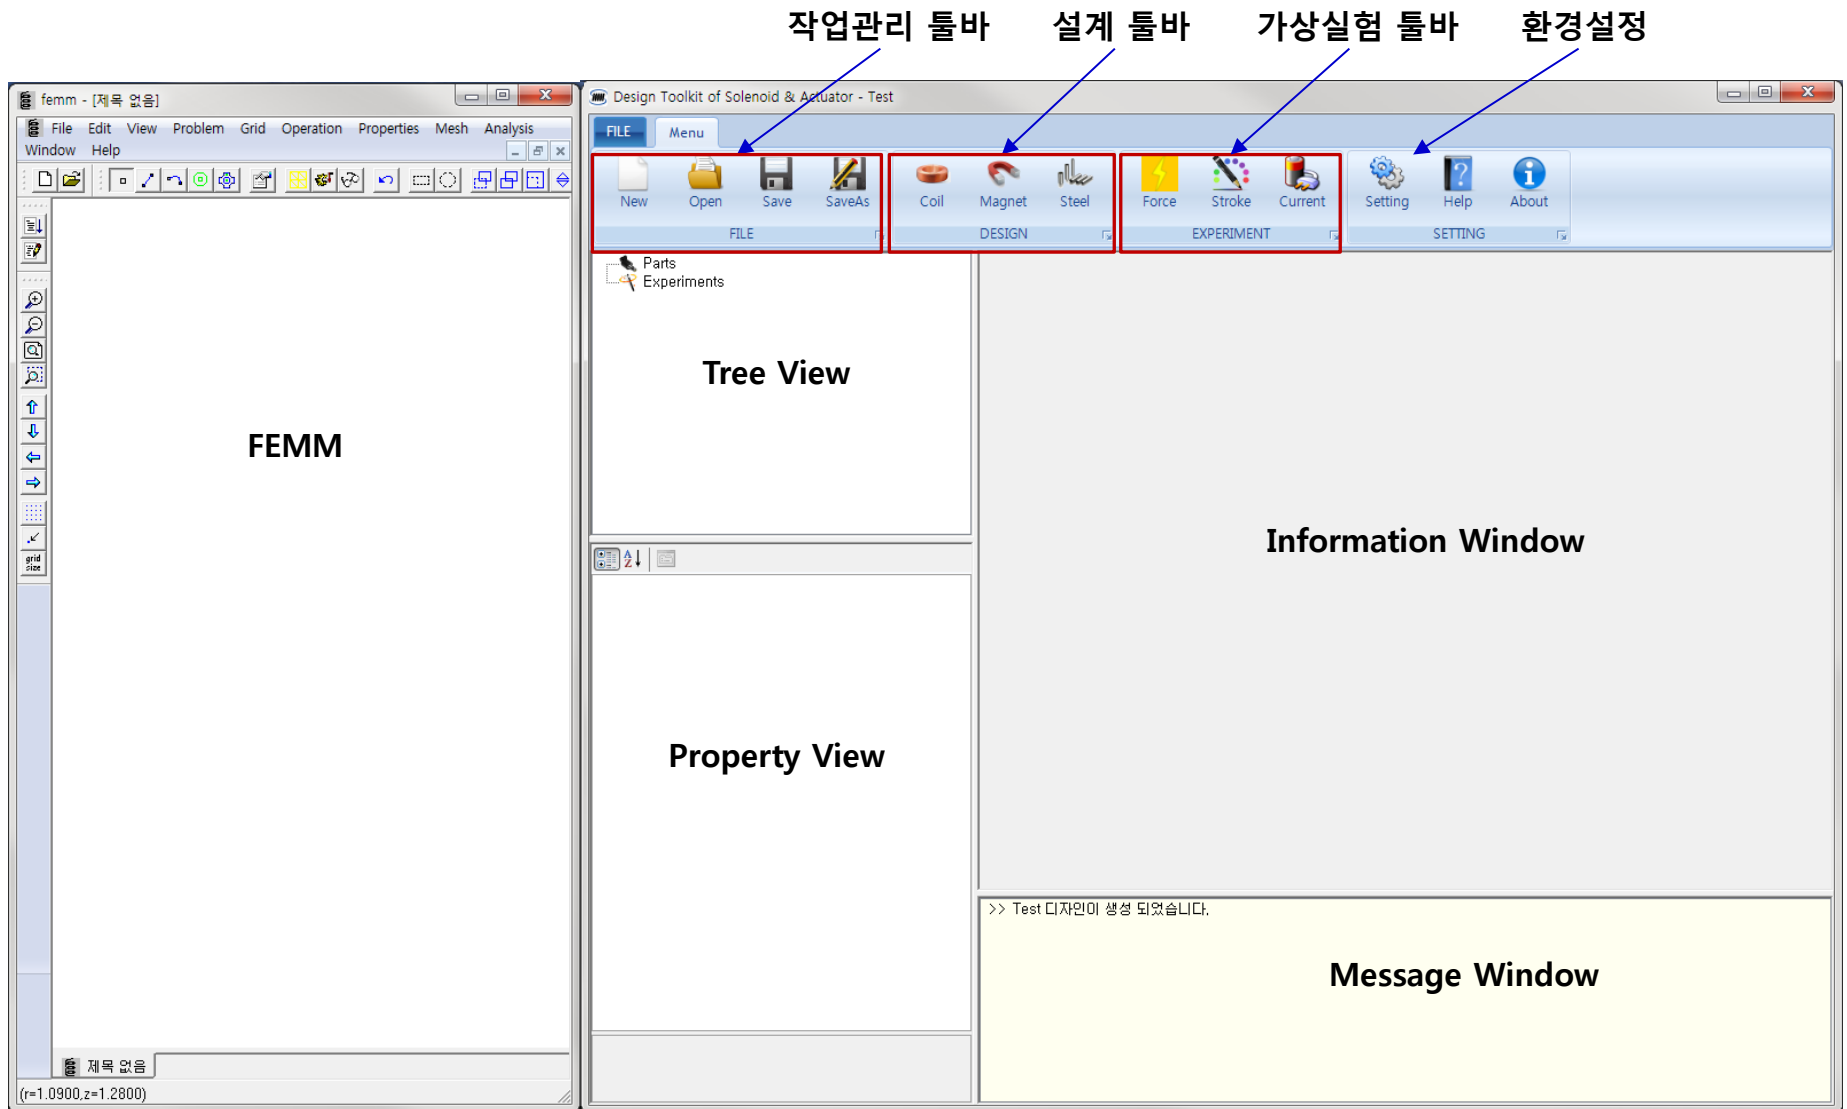 작업관리 툴바 설계 툴바 가상실험 툴바 환경설정
femm - [제목 없음]
File Edit View Problem Grid Operation Properties Mesh Analysis
Window Help
grid
size
FEMM
제목 없음
(r=1.0900,z=1.2800)
Design Toolkit of Solenoid & Actuator - Test
FILE Menu
New Open Save SaveAs Coil Magnet Steel Force Stroke Current Setting Help About
FILE DESIGN EXPERIMENT SETTING
Parts
Experiments
Tree View
Property View
Information Window
>> Test 디자인이 생성 되었습니다.
Message Window